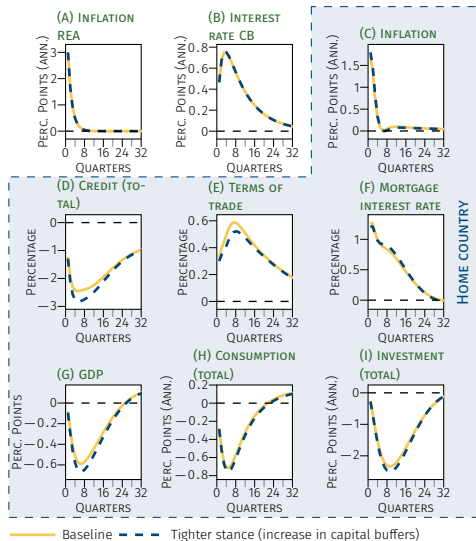 (A) Inflation
REA
Perc. Points (Ann.)
3
2
1
0
0 8 16 24 32
Quarters
(B) Interest
rate CB
Perc. Points (Ann.)
0.8
0.6
0.4
0.2
0
0 8 16 24 32
Quarters
(C) Inflation
Perc. Points (Ann.)
1.5
1
0.5
0
0 8 16 24 32
Quarters
(D) Credit (to-
tal)
Percentage
0
−1
−2
−3
0 8 16 24 32
Quarters
(E) Terms of
trade
Percentage
0.6
0.4
0.2
0
0 8 16 24 32
Quarters
(F) Mortgage
interest rate
Percentage
1
0.5
0
0 8 16 24 32
Quarters
Home country
(G) GDP
Perc. Points
0
−0.2
−0.4
−0.6
0 8 16 24 32
Quarters
(H) Consumption
(total)
Perc. Points (Ann.)
0.2
0
−0.2
−0.4
−0.6
−0.8
0 8 16 24 32
Quarters
(I) Investment
(total)
Perc. Points (Ann.)
0
−1
−2
0 8 16 24 32
Quarters
Baseline
Tighter stance (increase in capital buffers)